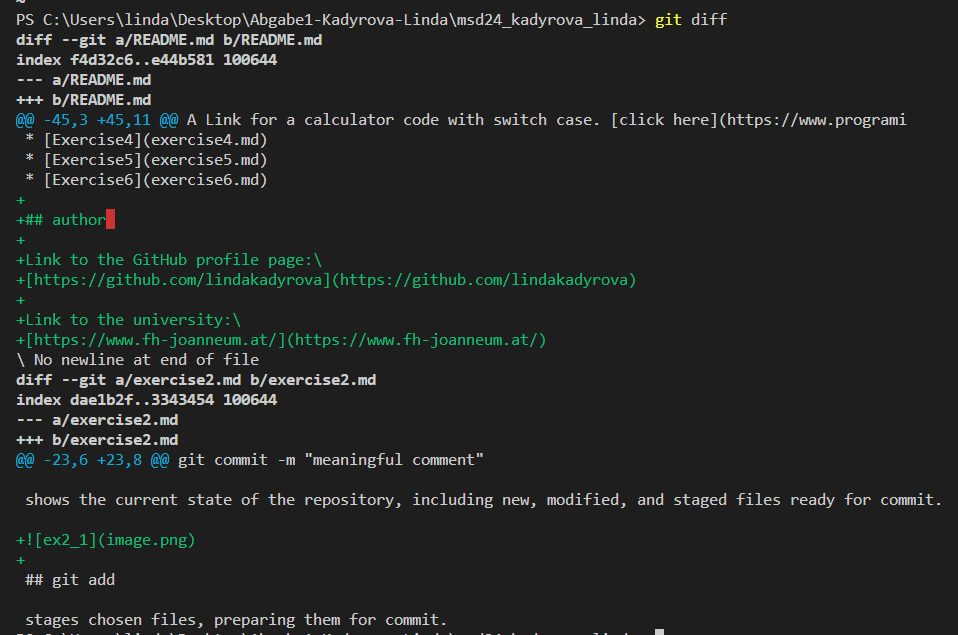 PS C:\Users\linda\Desktop\Abgabe1-Kadyrova-Linda\msd24_kadyrova_linda> git diff
diff --git a/README.md b/README.md
index f4d32c6..e44b581 100644
--- a/README.md
+++ b/README.md
@@ -45,3 +45,11 @@ A Link for a calculator code with switch case. [click here](https://www.programi
 * [Exercise4](exercise4.md)
 * [Exercise5](exercise5.md)
 * [Exercise6](exercise6.md)
+
+## author
+
+Link to the GitHub profile page:\
+[https://github.com/lindakadyrova](https://github.com/lindakadyrova)
+
+Link to the university:\
+[https://www.fh-joanneum.at/](https://www.fh-joanneum.at/)
\ No newline at end of file
diff --git a/exercise2.md b/exercise2.md
index dae1b2f..3343454 100644
--- a/exercise2.md
+++ b/exercise2.md
@@ -23,6 +23,8 @@ git commit -m "meaningful comment"
 shows the current state of the repository, including new, modified, and staged files ready for commit.
+![ex2_1](image.png)
+
 ## git add
 stages chosen files, preparing them for commit.